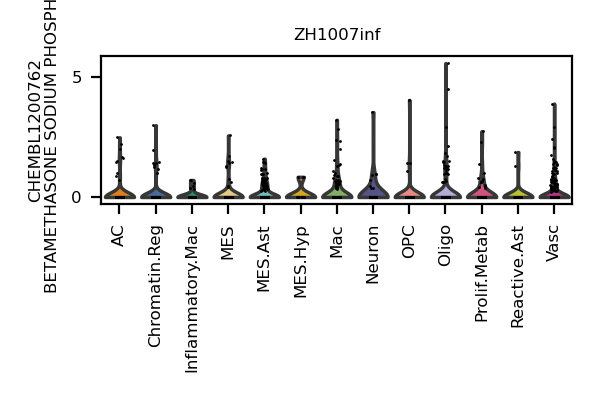 ZH1007inf
CHEMBL1200762
BETAMETHASONE SODIUM PHOSPH
5
0
AC
Chromatin.Reg
Inflammatory.Mac
MES
MES.Ast
MES.Hyp
Mac
Neuron
OPC
Oligo
Prolif.Metab
Reactive.Ast
Vasc